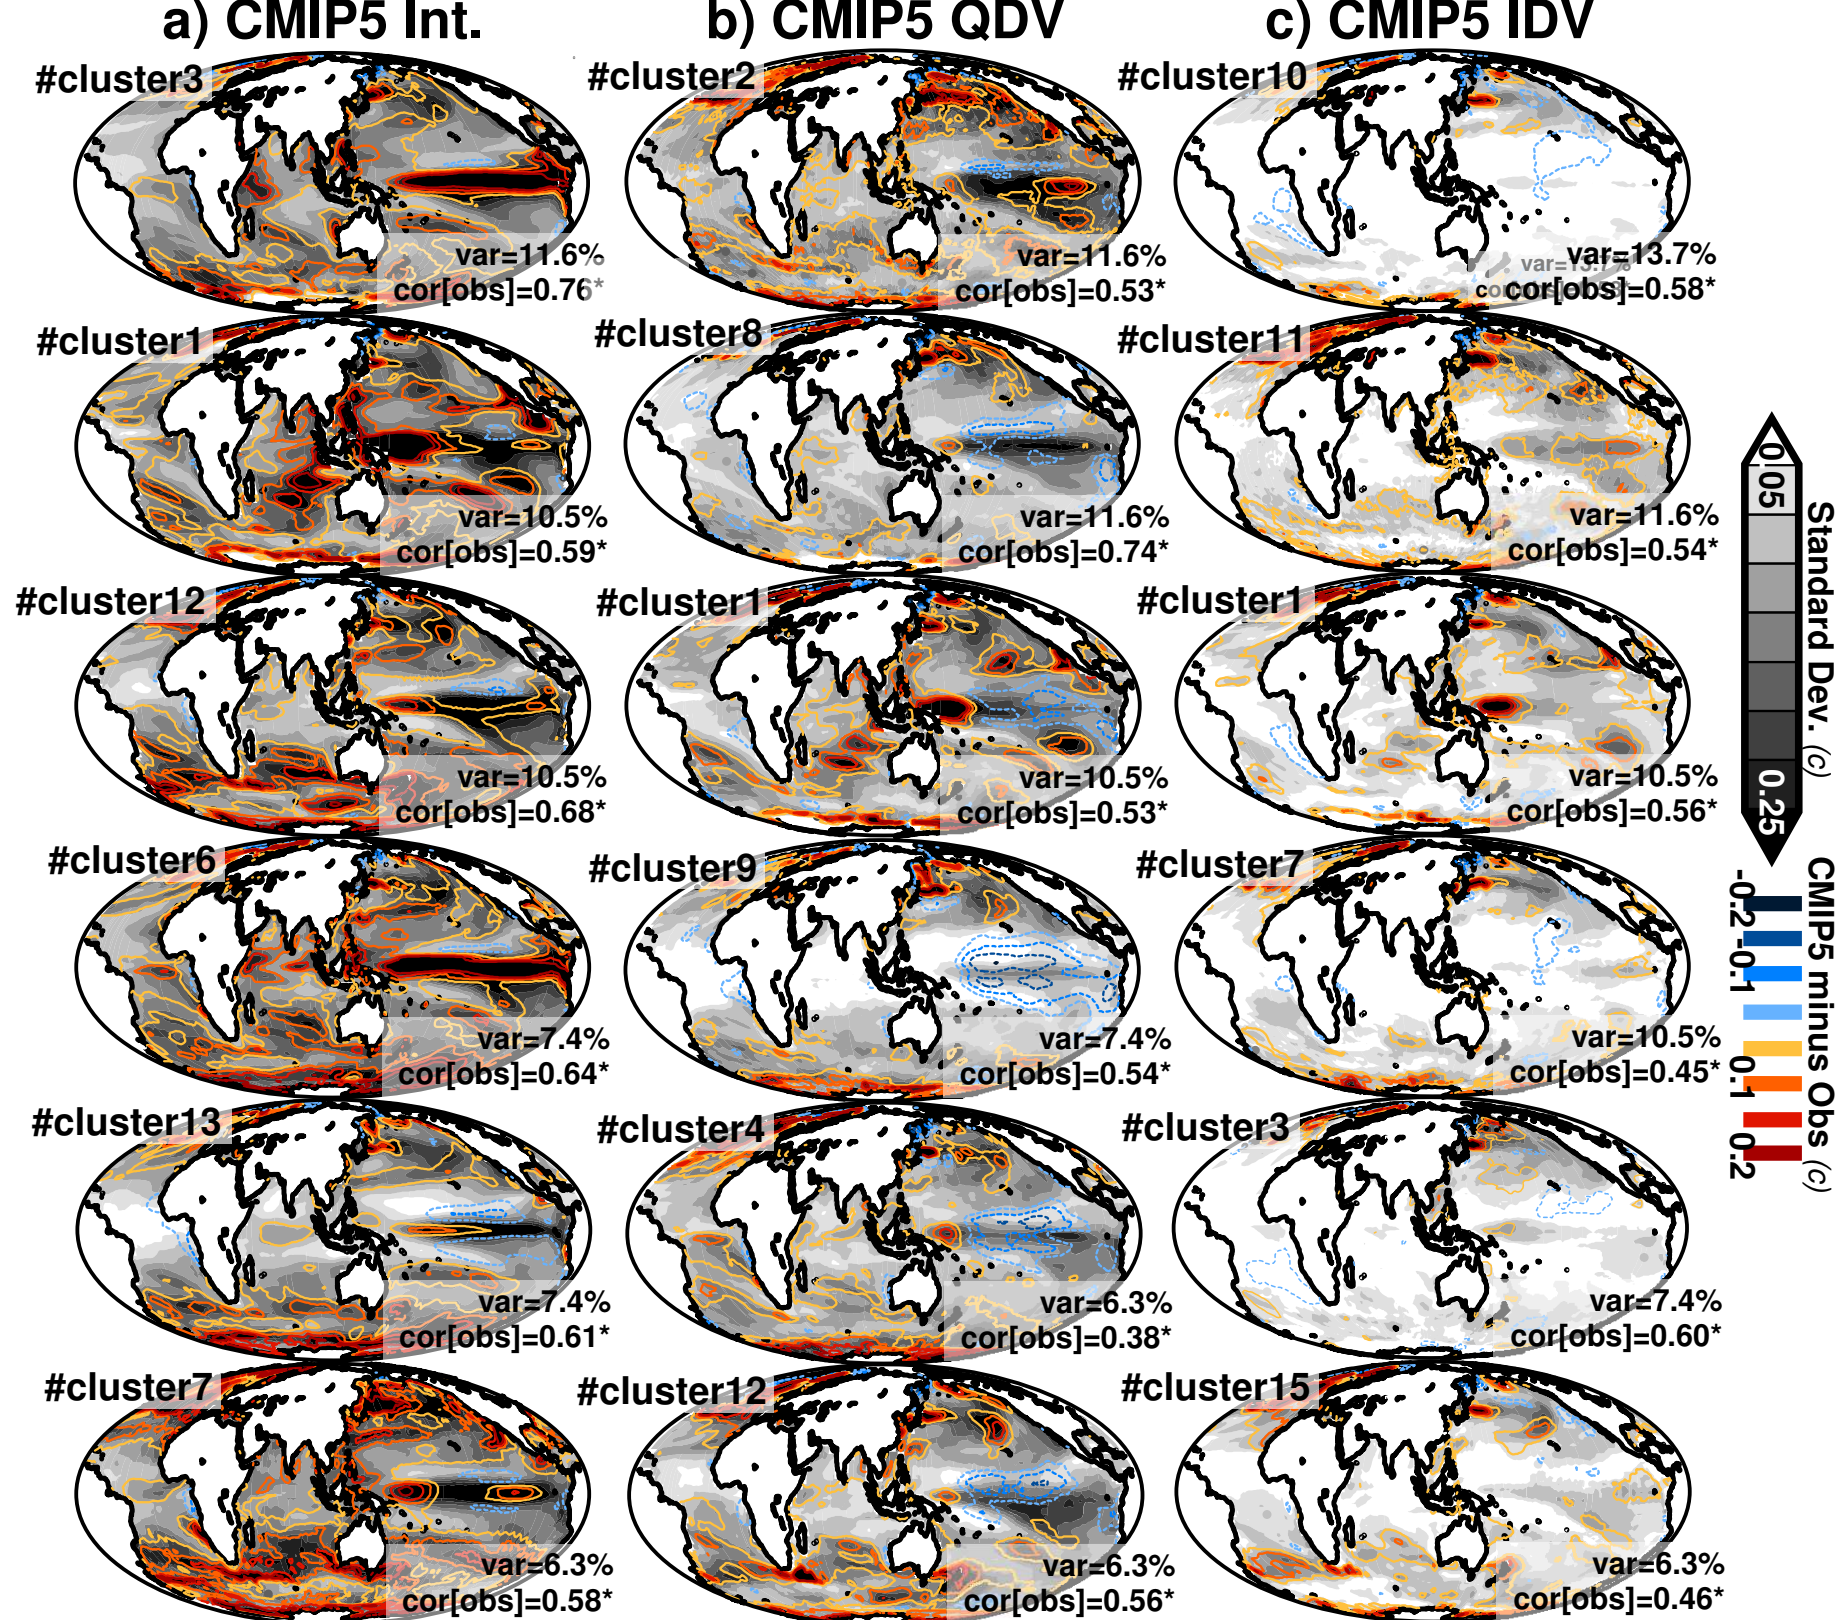 a) CMIP5 Int.
b) CMIP5 QDV
c) CMIP5 IDV
#cluster3
var=11.6%
cor[obs]=0.76*
#cluster2
var=11.6%
cor[obs]=0.53*
#cluster10
var=13.7%
cor[obs]=0.58*
#cluster1
var=10.5%
cor[obs]=0.59*
#cluster8
var=11.6%
cor[obs]=0.74*
#cluster11
var=11.6%
cor[obs]=0.54*
#cluster12
var=10.5%
cor[obs]=0.68*
#cluster1
var=10.5%
cor[obs]=0.53*
#cluster1
var=10.5%
cor[obs]=0.56*
#cluster6
var=7.4%
cor[obs]=0.64*
#cluster9
var=7.4%
cor[obs]=0.54*
#cluster7
var=10.5%
cor[obs]=0.45*
#cluster13
var=7.4%
cor[obs]=0.61*
#cluster4
var=6.3%
cor[obs]=0.38*
#cluster3
var=7.4%
cor[obs]=0.60*
#cluster7
var=6.3%
cor[obs]=0.58*
#cluster12
var=6.3%
cor[obs]=0.56*
#cluster15
var=6.3%
cor[obs]=0.46*
0.05
0.25
Standard Dev. (c)
-0.2
-0.1
0.1
0.2
CMIP5 minus Obs (c)